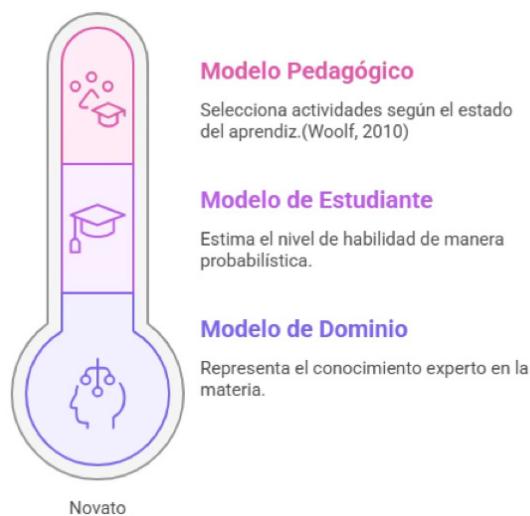 Modelo Pedagógico
Selecciona actividades según el estado
del aprendiz.(Woolf, 2010)
Modelo de Estudiante
Estima el nivel de habilidad de manera
probabilística.
Modelo de Dominio
Representa el conocimiento experto en la
materia.
Novato